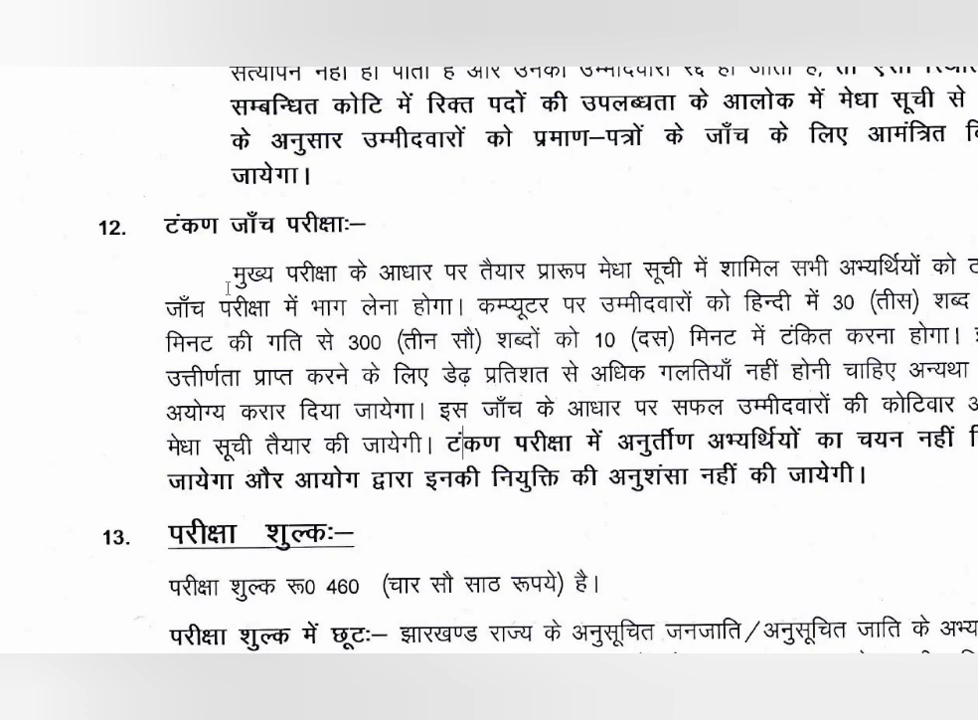 सत्यापन नहीं हो पाता है और उनकी उम्मीदवारी रद्द हो जाती है, तो ऐसी
सम्बन्धित कोटि में रिक्त पदों की उपलब्धता के आलोक में मेधा सूची से
के अनुसार उम्मीदवारों को प्रमाण–पत्रों के जाँच के लिए आमंत्रित
जायेगा।
12. टंकण जाँच परीक्षाः–
मुख्य परीक्षा के आधार पर तैयार प्रारूप मेधा सूची में शामिल सभी अभ्यर्थियों को
जाँच परीक्षा में भाग लेना होगा। कम्प्यूटर पर उम्मीदवारों को हिन्दी में 30 (तीस) शब्द
मिनट की गति से 300 (तीन सौ) शब्दों को 10 (दस) मिनट में टंकित करना होगा।
उत्तीर्णता प्राप्त करने के लिए डेढ़ प्रतिशत से अधिक गलतियाँ नहीं होनी चाहिए अन्यथा
अयोग्य करार दिया जायेगा। इस जाँच के आधार पर सफल उम्मीदवारों की कोटिवार
मेधा सूची तैयार की जायेगी। टंकण परीक्षा में अनुर्तीण अभ्यर्थियों का चयन नहीं
जायेगा और आयोग द्वारा इनकी नियुक्ति की अनुशंसा नहीं की जायेगी।
13. परीक्षा शुल्कः–
परीक्षा शुल्क रू0 460 (चार सौ साठ रूपये) है।
परीक्षा शुल्क में छूटः– झारखण्ड राज्य के अनुसूचित जनजाति/अनुसूचित जाति के